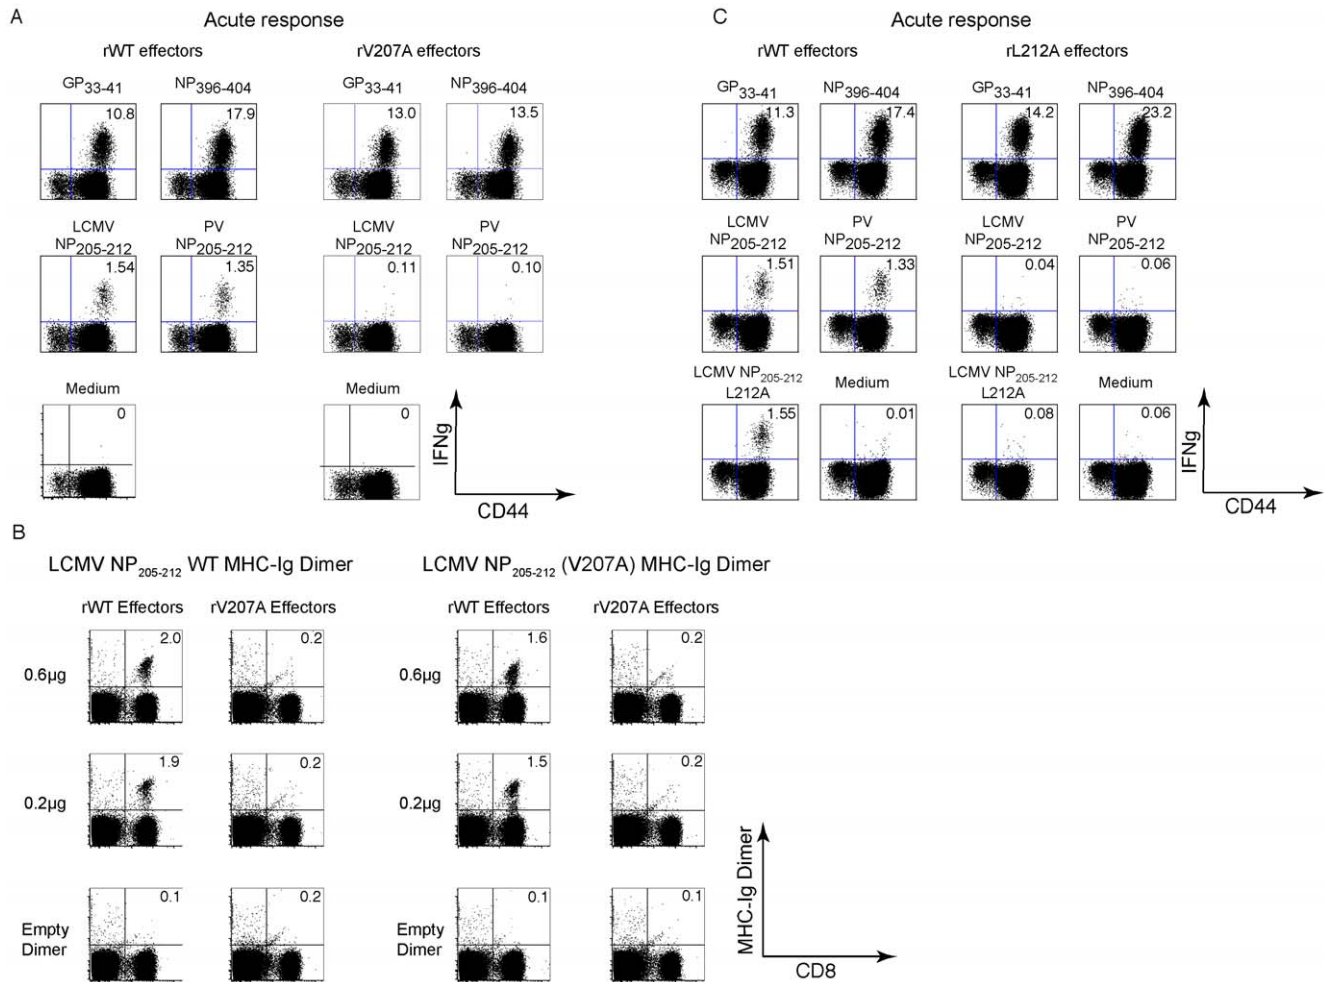 A
Acute response
rWT effectors
rV207A effectors
GP33-41
NP396-404
GP33-41
NP396-404
10.8
17.9
13.0
13.5
LCMV
NP205-212
PV
NP205-212
LCMV
NP205-212
PV
NP205-212
1.54
1.35
0.11
0.10
Medium
Medium
0
0
IFNg
CD44
C
Acute response
rWT effectors
rL212A effectors
GP33-41
NP396-404
GP33-41
NP396-404
11.3
17.4
14.2
23.2
LCMV
NP205-212
PV
NP205-212
LCMV
NP205-212
PV
NP205-212
1.51
1.33
0.04
0.06
LCMV NP205-212
L212A
Medium
LCMV NP205-212
L212A
Medium
1.55
0.01
0.08
0.06
IFNg
CD44
B
LCMV NP205-212 WT MHC-Ig Dimer
LCMV NP205-212 (V207A) MHC-Ig Dimer
rWT Effectors
rV207A Effectors
rWT Effectors
rV207A Effectors
0.6µg
2.0
0.2
0.6µg
1.6
0.2
0.2µg
1.9
0.2
0.2µg
1.5
0.2
Empty
Dimer
0.1
0.2
Empty
Dimer
0.1
0.1
MHC-Ig Dimer
CD8